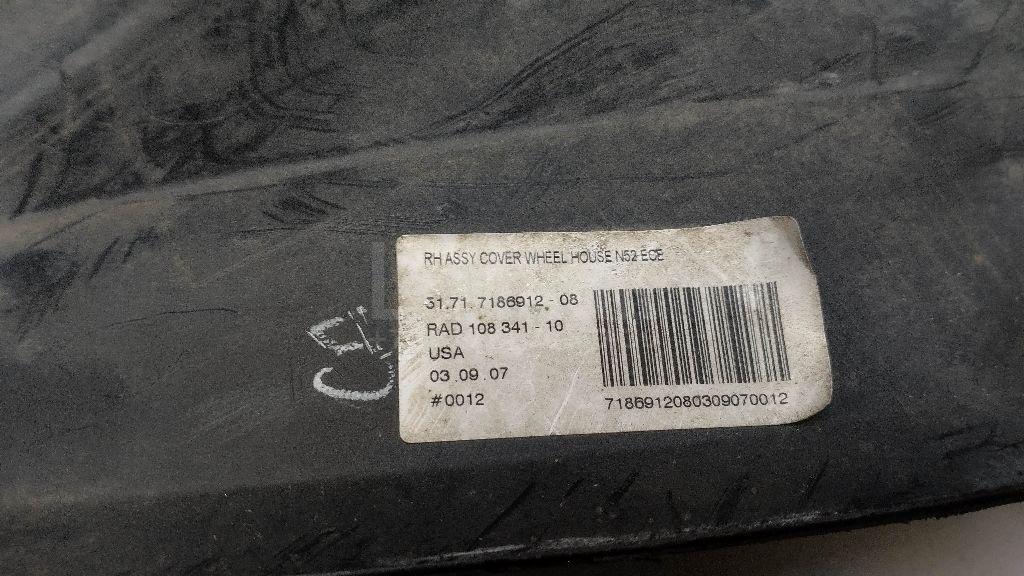 RH ASSY COVER WHEEL HOUSE N52 ECE
51.71. 7186912 - 08
RAD 108 341 - 10
USA
03 .09 .07
#0012
7186912080309070012